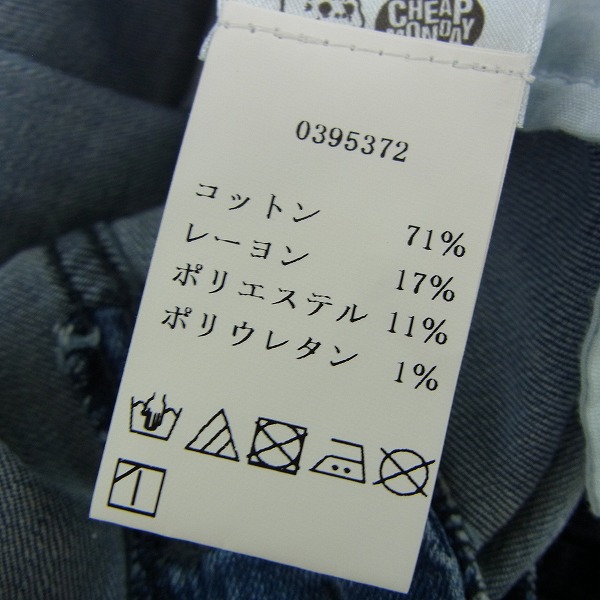 CHEAP
MONDAY
0395372
コットン 71%
レーヨン 17%
ポリエステル 11%
ポリウレタン 1%